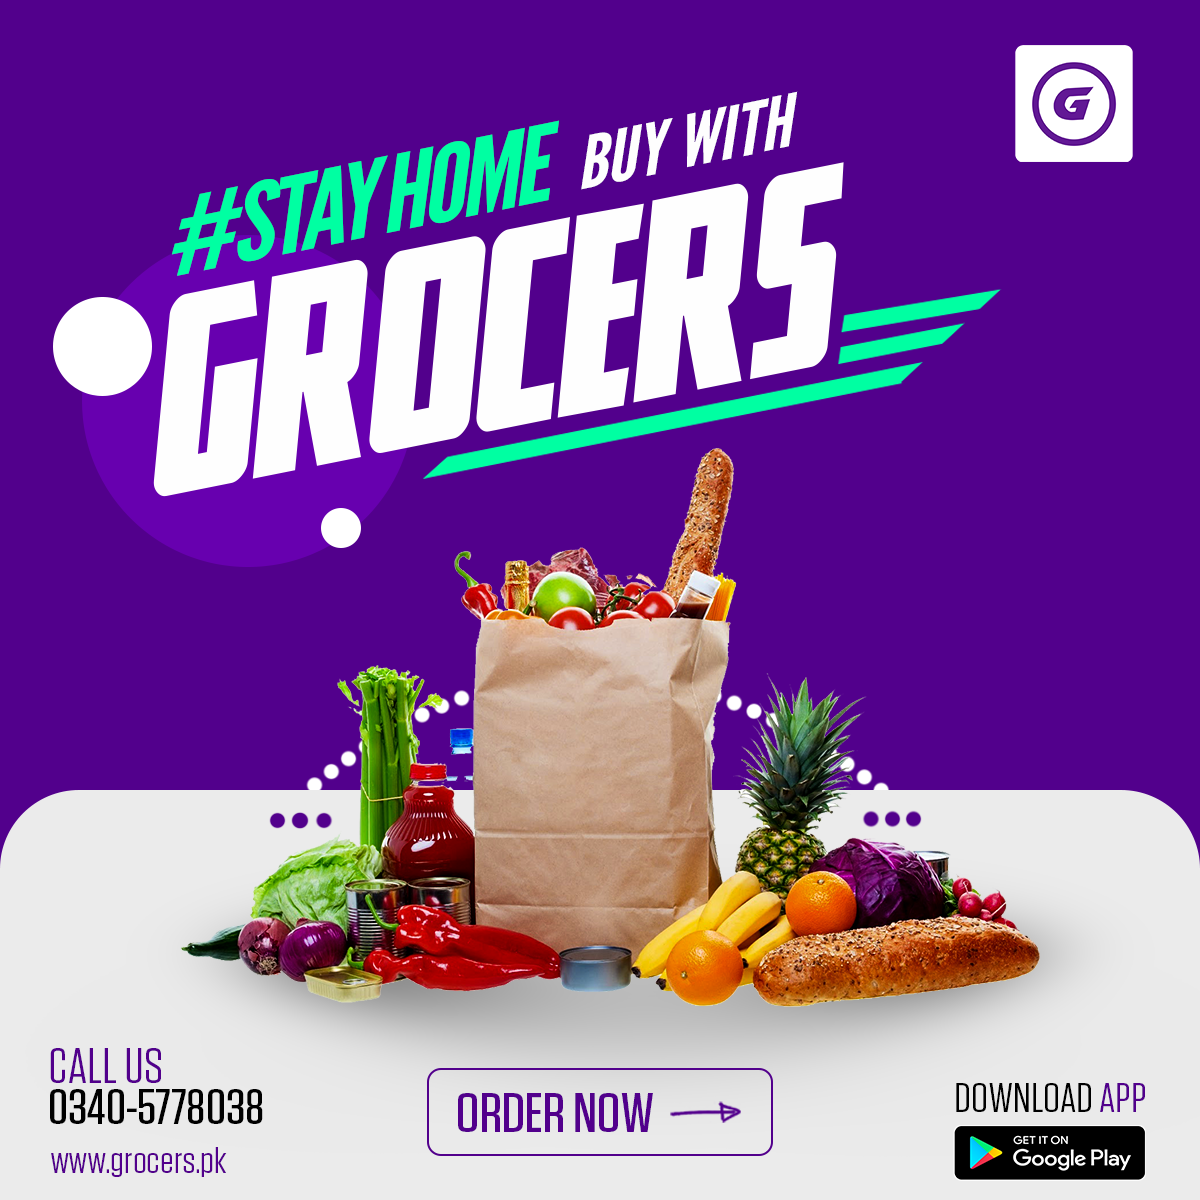 G
#STAY HOME BUY WITH
GROCERS
CALL US
0340-5778038
www.grocers.pk
ORDER NOW
DOWNLOAD APP
GET IT ON
Google Play